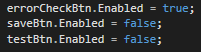 errorCheckBtn.Enabled = true;
saveBtn.Enabled = false;
testBtn.Enabled = false;